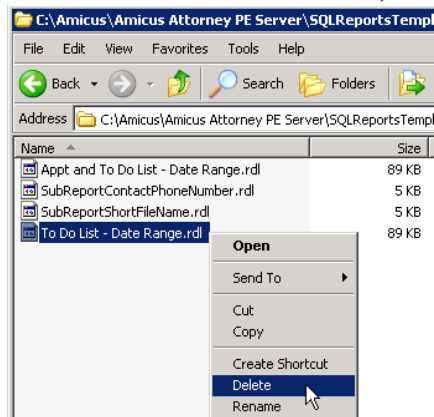 C:\Amicus\Amicus Attorney PE Server\SQLReportsTempl
File Edit View Favorites Tools Help
Back Search Folders
Address C:\Amicus\Amicus Attorney PE Server\SQLReportsTempl
Name Size
Appt and To Do List - Date Range.rdl 89 KB
SubReportContactPhoneNumber.rdl 5 KB
SubReportShortFileName.rdl 5 KB
To Do List - Date Range.rdl 89 KB
Open
Send To
Cut
Copy
Create Shortcut
Delete
Rename